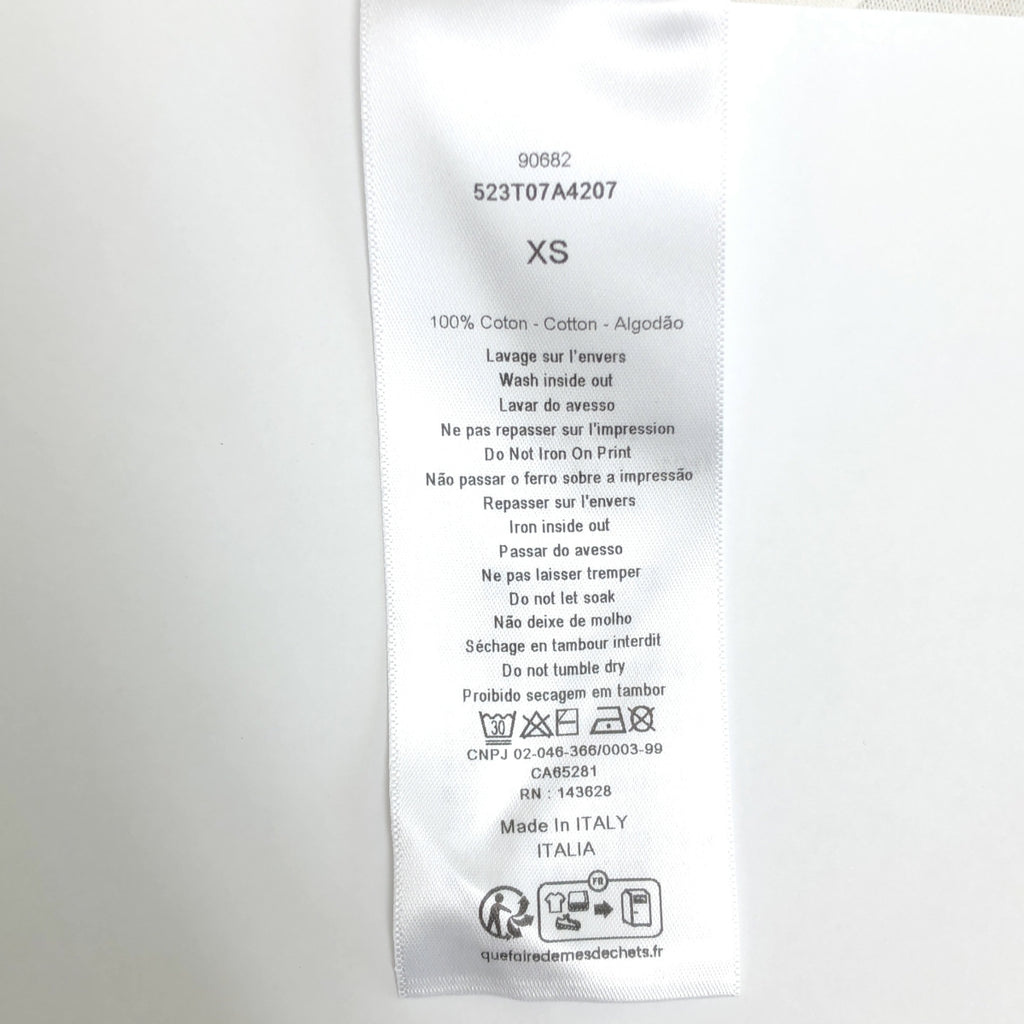 90682
523T07A4207
XS
100% Coton - Cotton - Algodão
Lavage sur l'envers
Wash inside out
Lavar do avesso
Ne pas repasser sur l'impression
Do Not Iron On Print
Não passar o ferro sobre a impressão
Repasser sur l'envers
Iron inside out
Passar do avesso
Ne pas laisser tremper
Do not let soak
Não deixe de molho
Séchage en tambour interdit
Do not tumble dry
Proibido secagem em tambor
30
CNPJ 02-046-366/0003-99
CA65281
RN : 143628
Made In ITALY
ITALIA
FR
quefairedemesdechets.fr